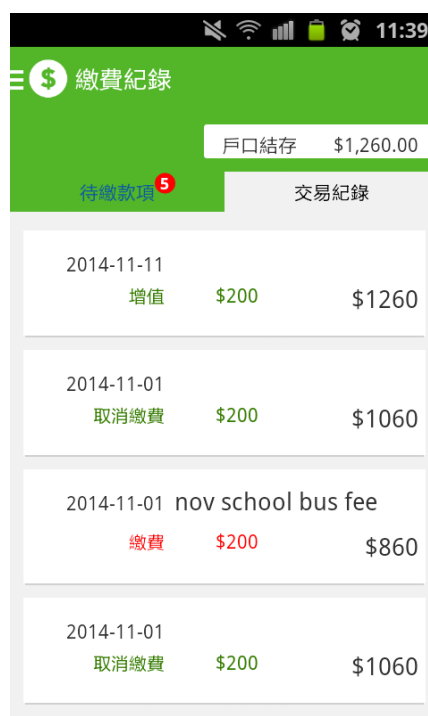 11:39
$ 繳費紀錄
戶口結存 $1,260.00
待繳款項 5 交易紀錄
2014-11-11
增值 $200 $1260
2014-11-01
取消繳費 $200 $1060
2014-11-01 nov school bus fee
繳費 $200 $860
2014-11-01
取消繳費 $200 $1060